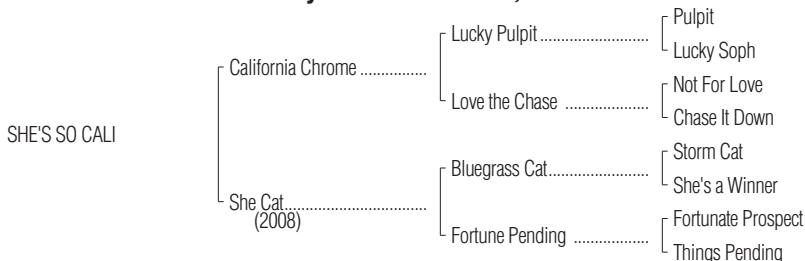 Pulpit
Lucky Pulpit ..........................
Lucky Soph
California Chrome ................
Not For Love
Love the Chase ....................
Chase It Down
SHE'S SO CALI
Storm Cat
Bluegrass Cat........................
She's a Winner
She Cat..................................
(2008)
Fortunate Prospect
Fortune Pending ..................
Things Pending